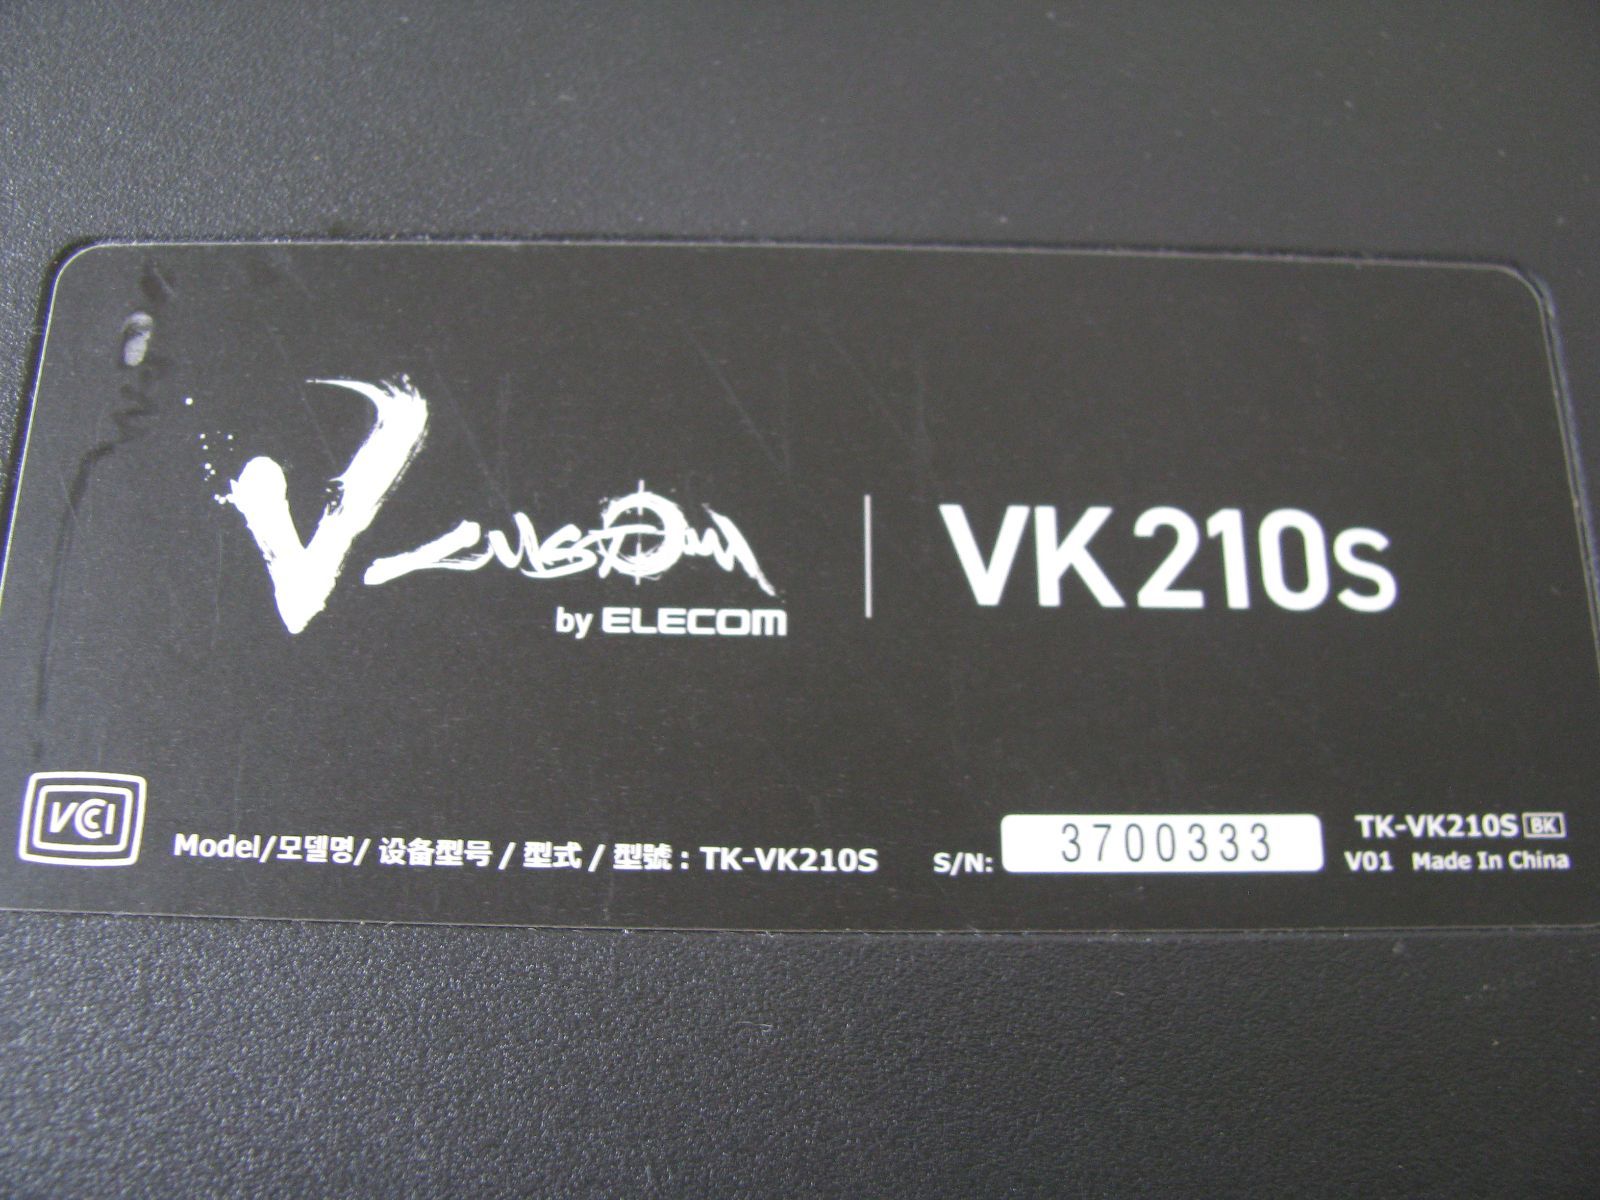 V custom
by ELECOM
VK210s
VCCI
Model/모델명/ 设备型号 / 型式 / 型號 : TK-VK210S
S/N: 3700333
TK-VK210S BK
V01 Made In China